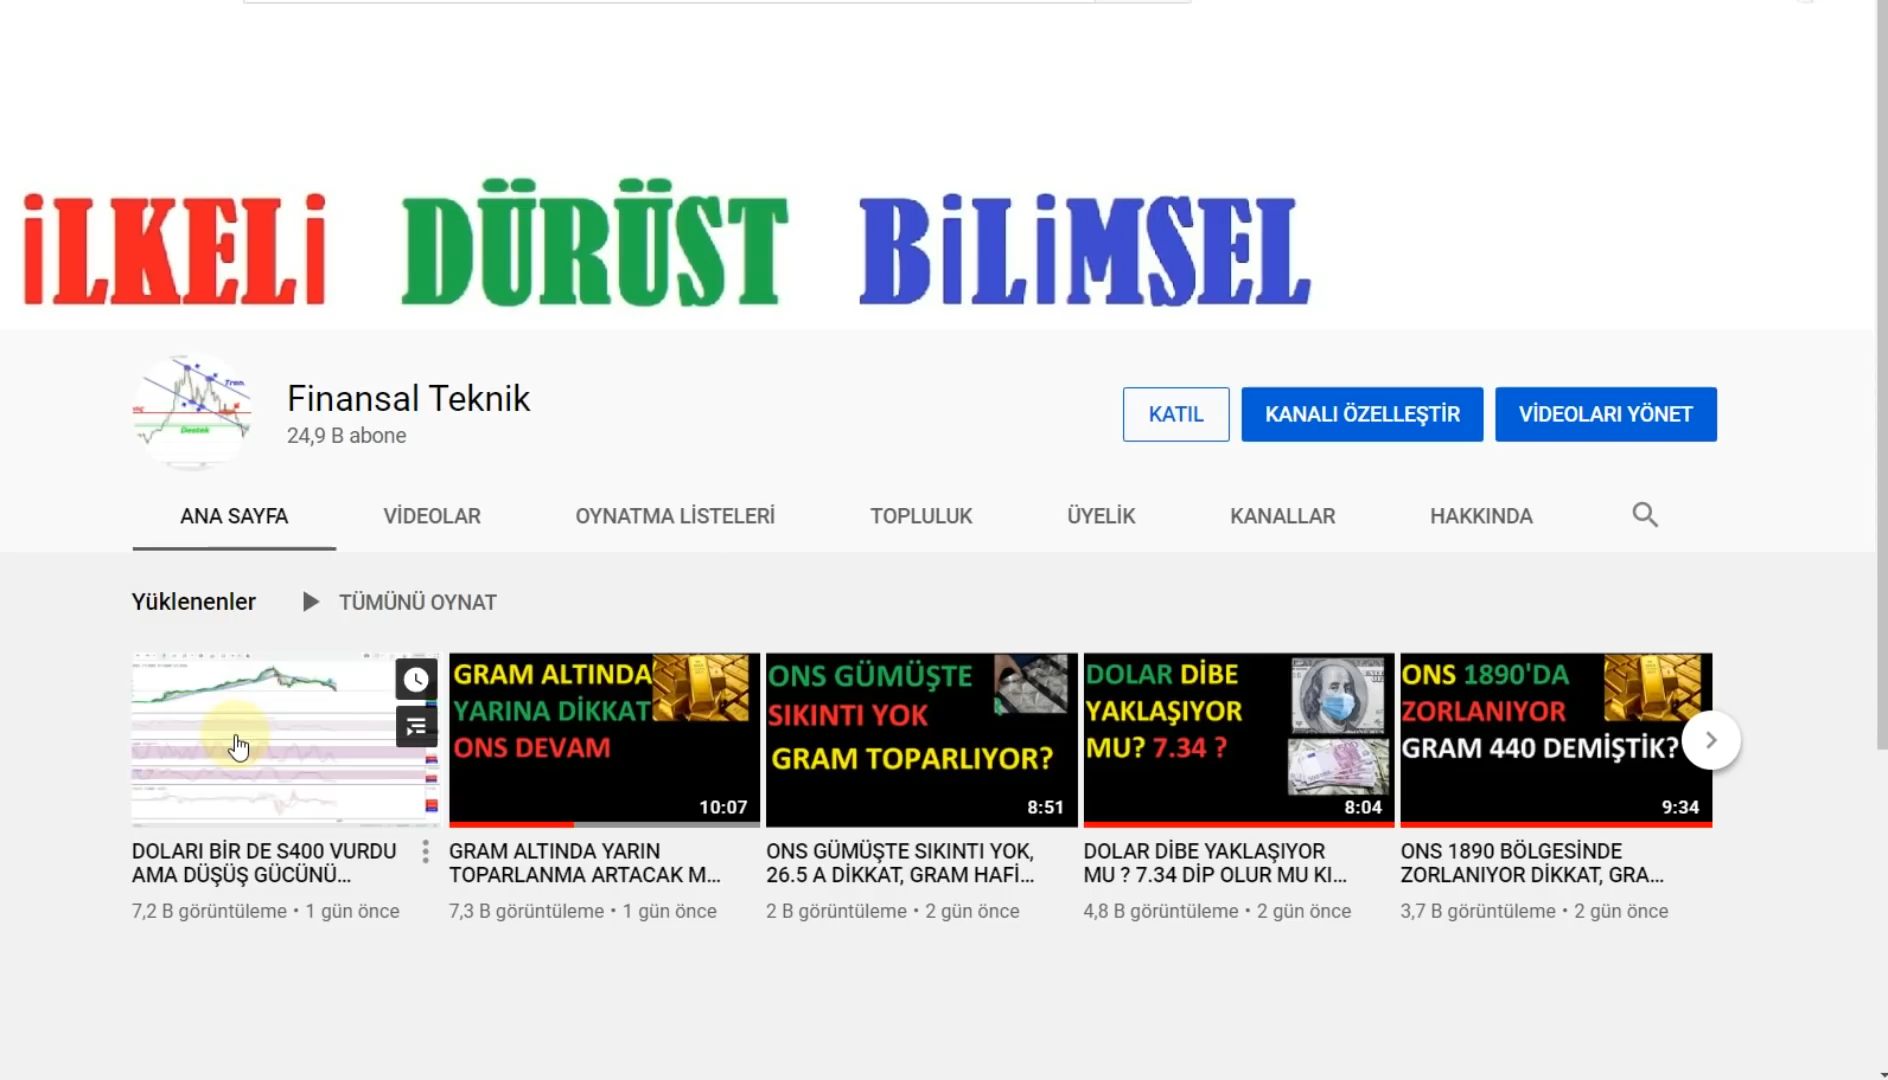 İLKELİ DÜRÜST BİLİMSEL
Finansal Teknik
24,9 B abone
KATIL
KANALI ÖZELLEŞTİR
VİDEOLARI YÖNET
ANA SAYFA
VİDEOLAR
OYNATMA LİSTELERİ
TOPLULUK
ÜYELİK
KANALLAR
HAKKINDA
Yüklenenler
TÜMÜNÜ OYNAT
GRAM ALTINDA
YARINA DİKKAT
ONS DEVAM
10:07
ONS GÜMÜŞTE
SIKINTI YOK
GRAM TOPARLIYOR?
8:51
DOLAR DİBE
YAKLAŞIYOR
MU? 7.34 ?
8:04
ONS 1890'DA
ZORLANIYOR
GRAM 440 DEMİŞTİK?
9:34
DOLARI BİR DE S400 VURDU
AMA DÜŞÜŞ GÜCÜNÜ...
7,2 B görüntüleme • 1 gün önce
GRAM ALTINDA YARIN
TOPARLANMA ARTACAK M...
7,3 B görüntüleme • 1 gün önce
ONS GÜMÜŞTE SIKINTI YOK,
26.5 A DİKKAT, GRAM HAFİ...
2 B görüntüleme • 2 gün önce
DOLAR DİBE YAKLAŞIYOR
MU ? 7.34 DİP OLUR MU KI...
4,8 B görüntüleme • 2 gün önce
ONS 1890 BÖLGESİNDE
ZORLANIYOR DİKKAT, GRA...
3,7 B görüntüleme • 2 gün önce
Destek